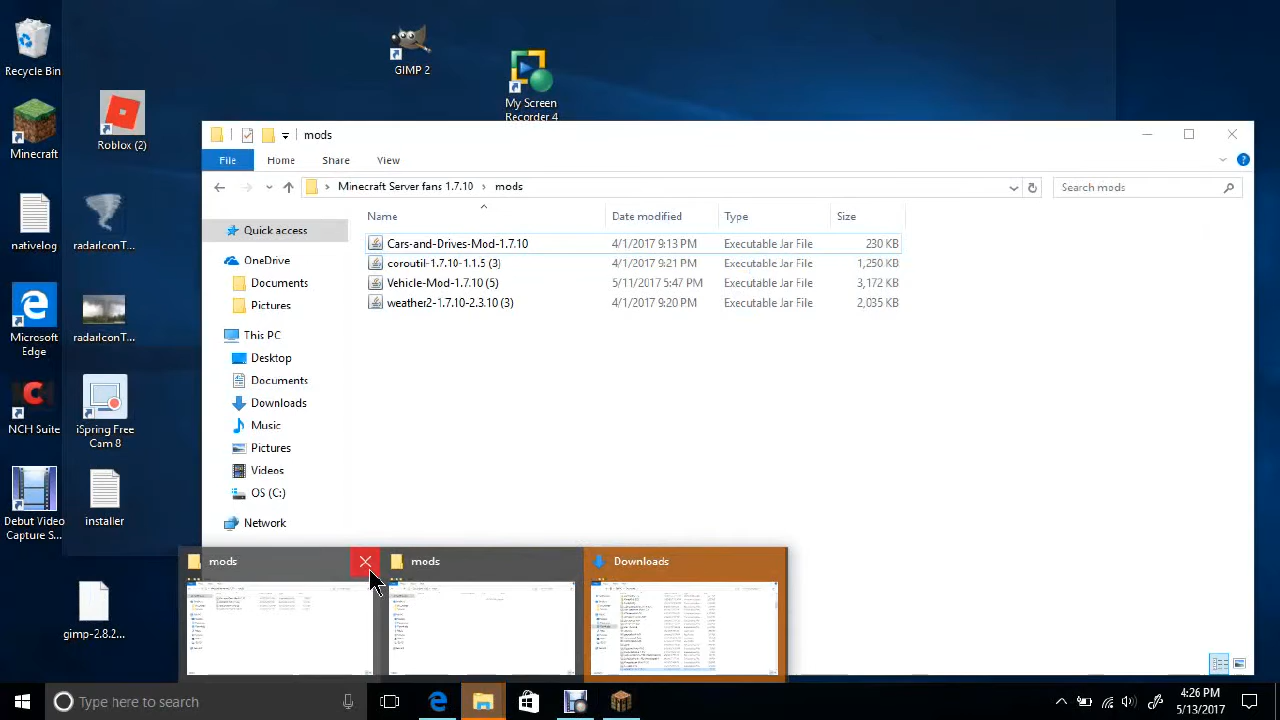 Recycle Bin
Minecraft
nativelog
Microsoft
Edge
NCH Suite
Debut Video
Capture S...
gimp-2.8.2...
Roblox (2)
radarIconT...
radarIconT...
iSpring Free
Cam 8
installer
GIMP 2
My Screen
Recorder 4
mods
File Home Share View
Minecraft Server fans 1.7.10 > mods
Search mods
Name Date modified Type Size
Cars-and-Drives-Mod-1.7.10 4/1/2017 9:13 PM Executable Jar File 230 KB
coroutil-1.7.10-1.1.5 (3) 4/1/2017 9:21 PM Executable Jar File 1,250 KB
Vehicle-Mod-1.7.10 (5) 5/11/2017 5:47 PM Executable Jar File 3,172 KB
weather2-1.7.10-2.3.10 (3) 4/1/2017 9:20 PM Executable Jar File 2,035 KB
Quick access
OneDrive
Documents
Pictures
This PC
Desktop
Documents
Downloads
Music
Pictures
Videos
OS (C:)
Network
mods
mods
Downloads
Type here to search
4:26 PM
5/13/2017